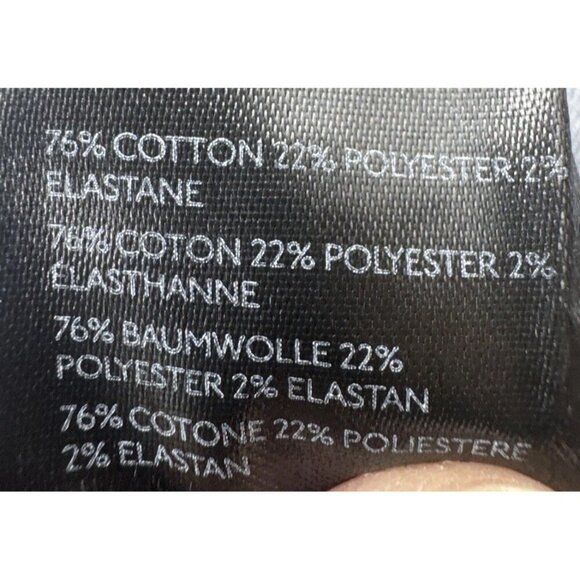 76% COTTON 22% POLYESTER 2%
ELASTANE
76% COTON 22% POLYESTER 2%
ELASTHANNE
76% BAUMWOLLE 22%
POLYESTER 2% ELASTAN
76% COTONE 22% POLIESTERE
2% ELASTAN